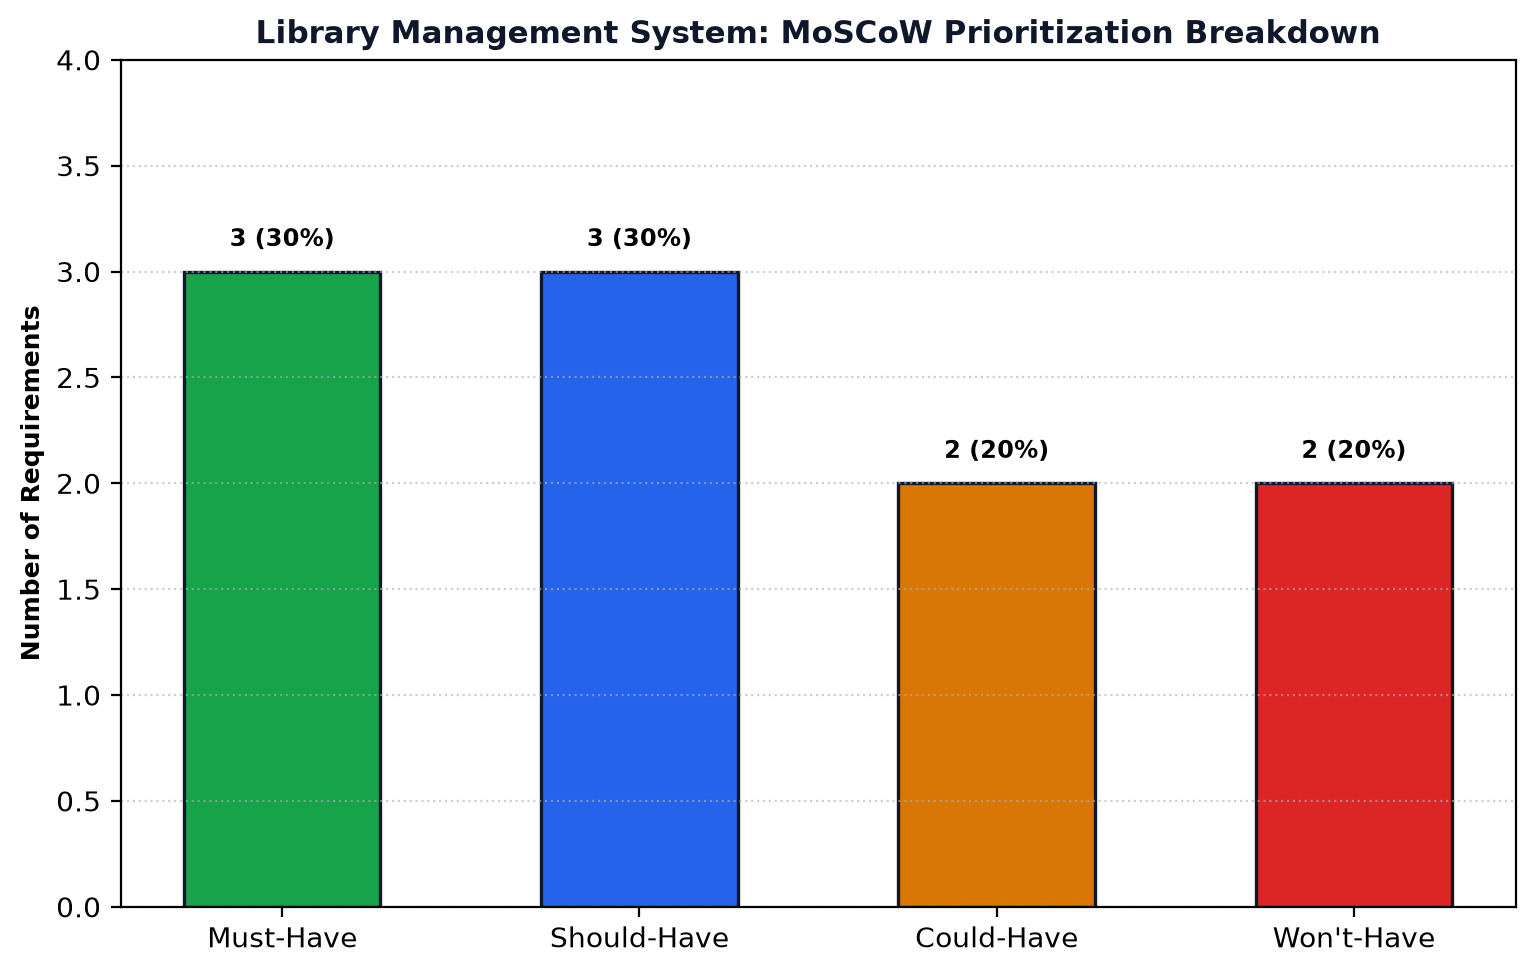 Library Management System: MoSCoW Prioritization Breakdown
4.0
3.5
3.0
2.5
2.0
1.5
1.0
0.5
0.0
Number of Requirements
3 (30%)
3 (30%)
2 (20%)
2 (20%)
Must-Have
Should-Have
Could-Have
Won't-Have